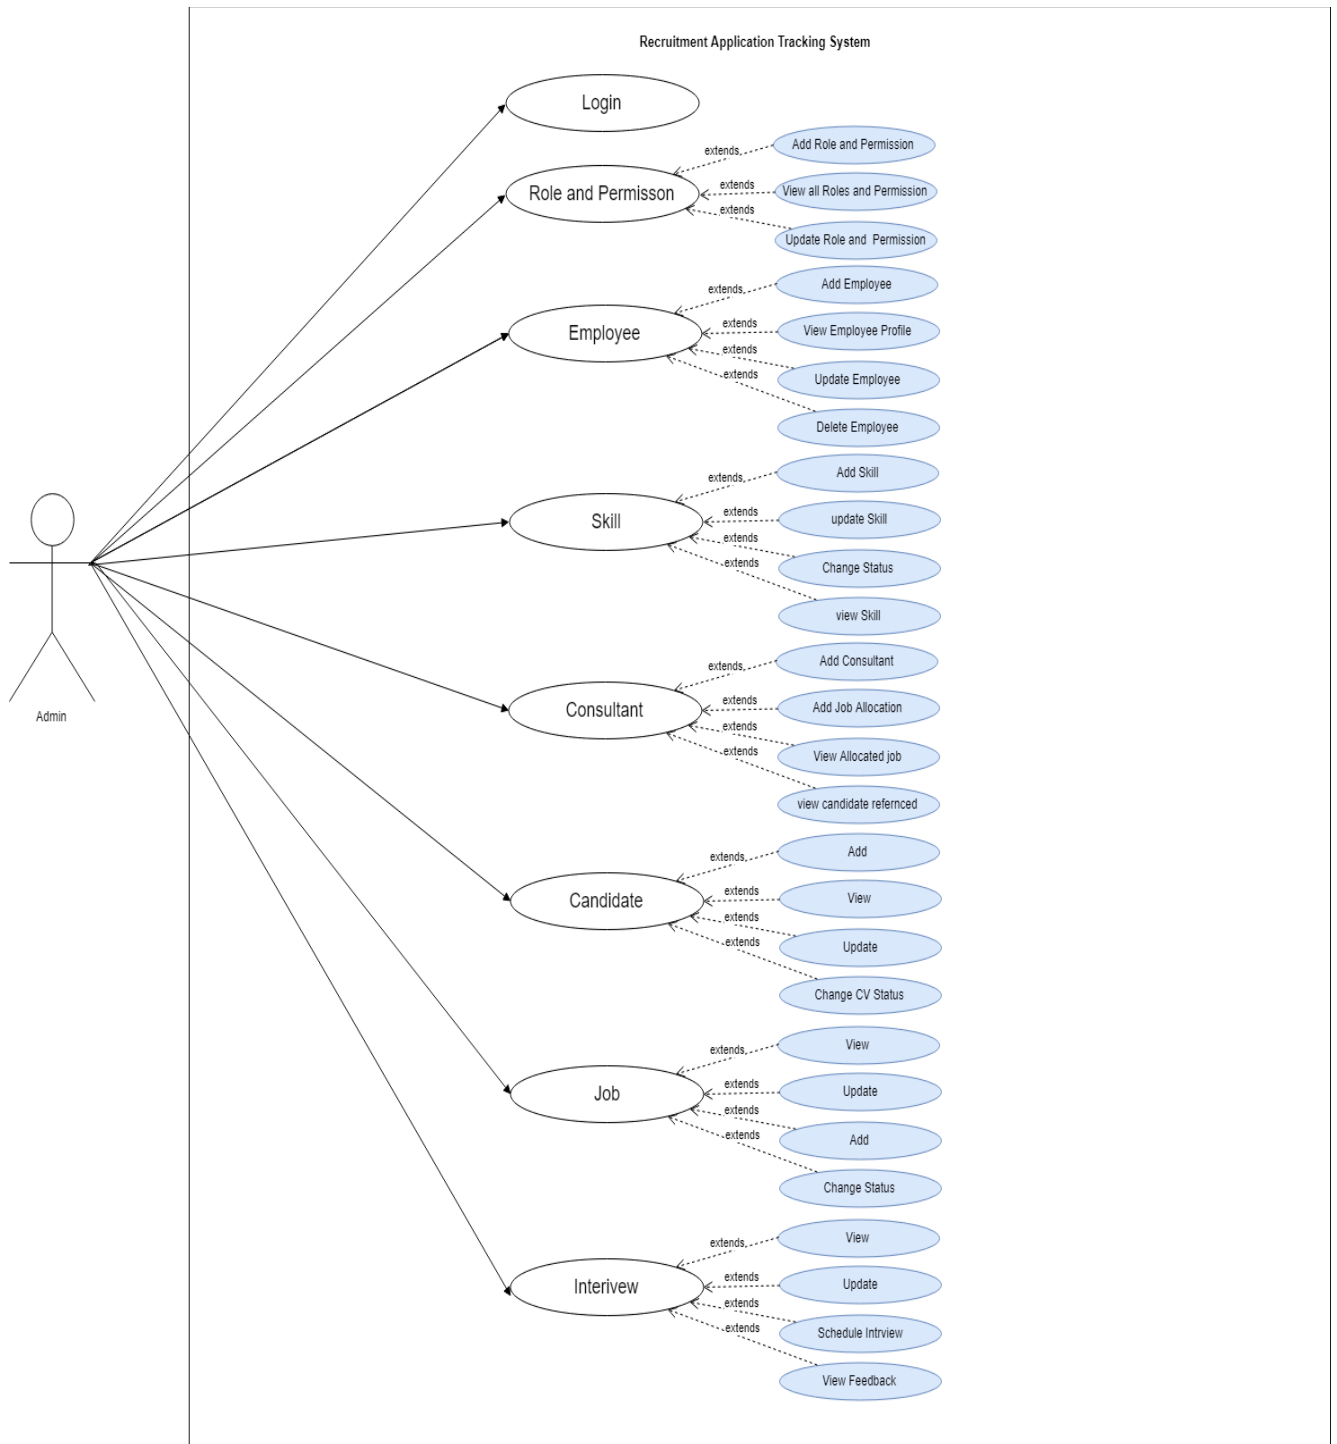 Recruitment Application Tracking System
Login
Add Role and Permission
extends
Role and Permisson
extends
View all Roles and Permission
extends
Update Role and Permission
Add Employee
extends
Employee
extends
View Employee Profile
extends
Update Employee
extends
Delete Employee
Add Skill
extends
Skill
extends
update Skill
extends
Change Status
extends
view Skill
Admin
Add Consultant
extends
Consultant
extends
Add Job Allocation
extends
View Allocated job
extends
view candidate refernced
Add
extends
Candidate
extends
View
extends
Update
extends
Change CV Status
View
extends
Job
extends
Update
extends
Add
extends
Change Status
View
extends
Interivew
extends
Update
extends
Schedule Intrview
extends
View Feedback